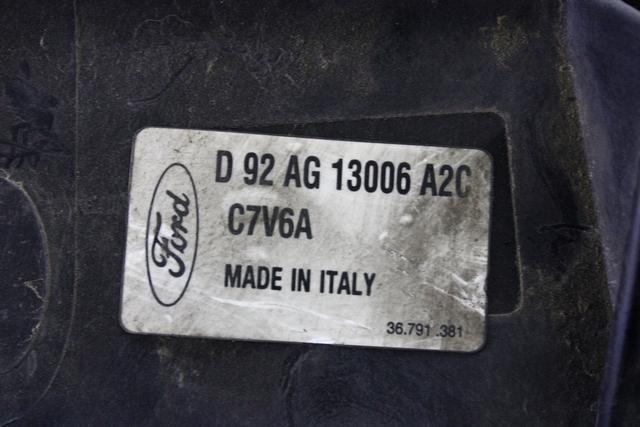 Ford
D 92 AG 13006 A2C
C7V6A
MADE IN ITALY
36.791 .381